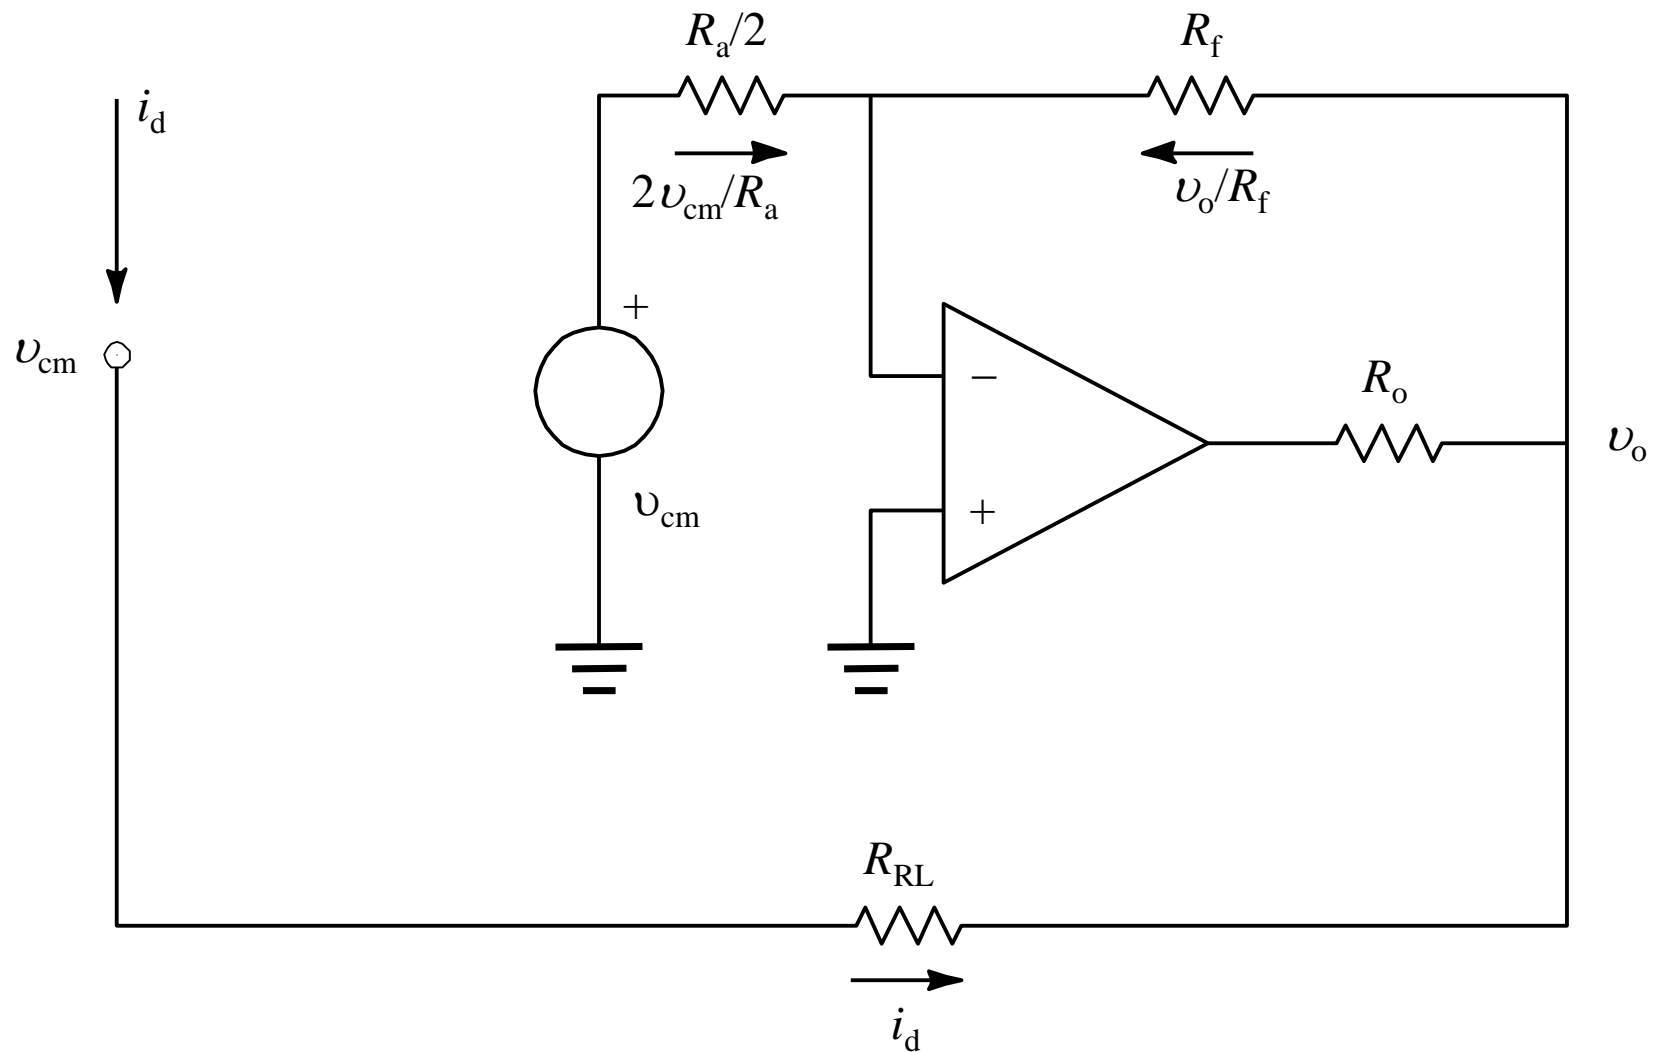 Ra/2
Rf
id
2υcm/Ra
υo/Rf
+
υcm
−
Ro
υo
υcm
+
RRL
id